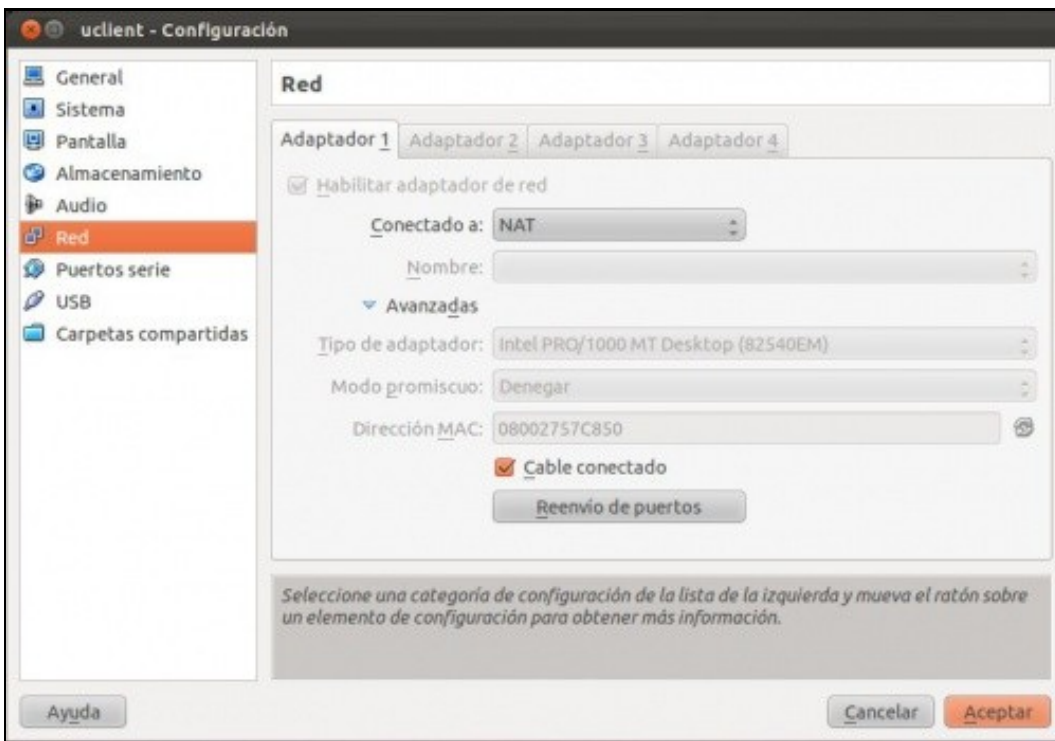 uclient - Configuración
General
Sistema
Pantalla
Almacenamiento
Audio
Red
Puertos serie
USB
Carpetas compartidas
Red
Adaptador 1 Adaptador 2 Adaptador 3 Adaptador 4
Habilitar adaptador de red
Conectado a: NAT
Nombre:
Avanzadas
Tipo de adaptador: Intel PRO/1000 MT Desktop (82540EM)
Modo promiscuo: Denegar
Dirección MAC: 08002757C850
Cable conectado
Reenvío de puertos
Seleccione una categoría de configuración de la lista de la izquierda y mueva el ratón sobre
un elemento de configuración para obtener más información.
Ayuda Cancelar Aceptar